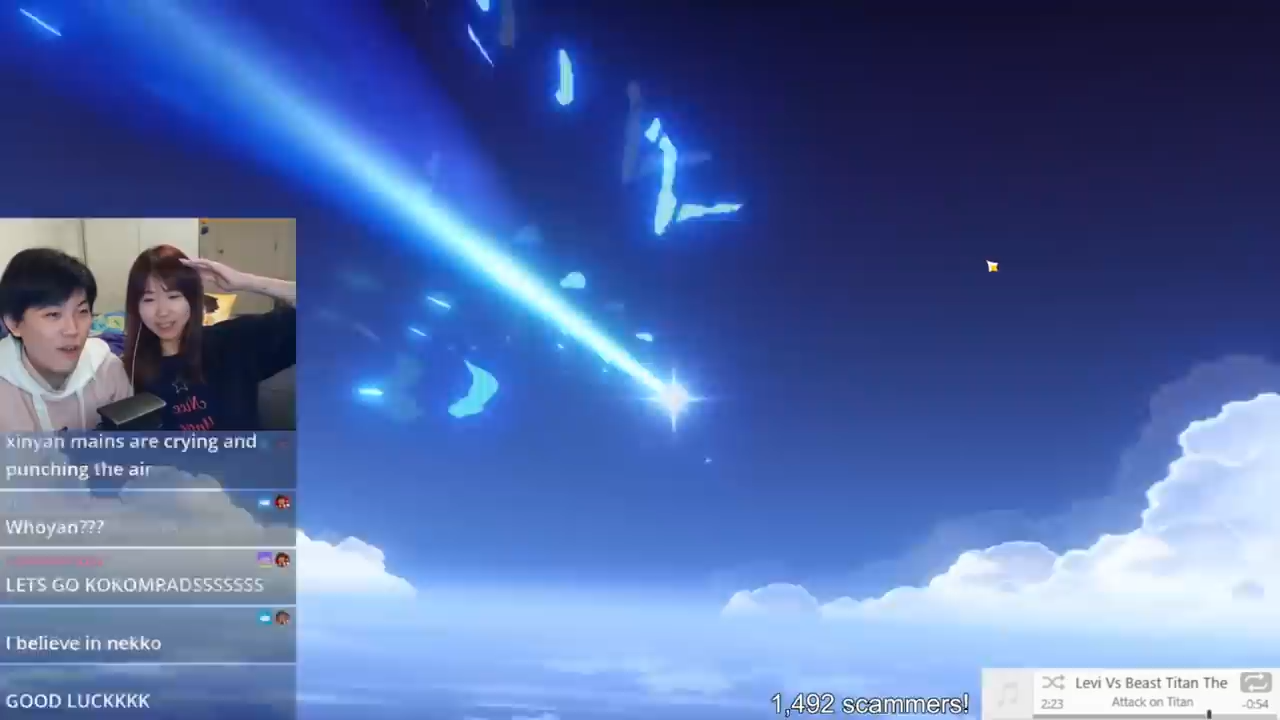 xinyan mains are crying and
punching the air
Whoyan???
LETS GO KOKOMRADSSSSSSS
I believe in nekko
GOOD LUCKKKK
1,492 scammers!
Levi Vs Beast Titan The
Attack on Titan
2:23
-0:54